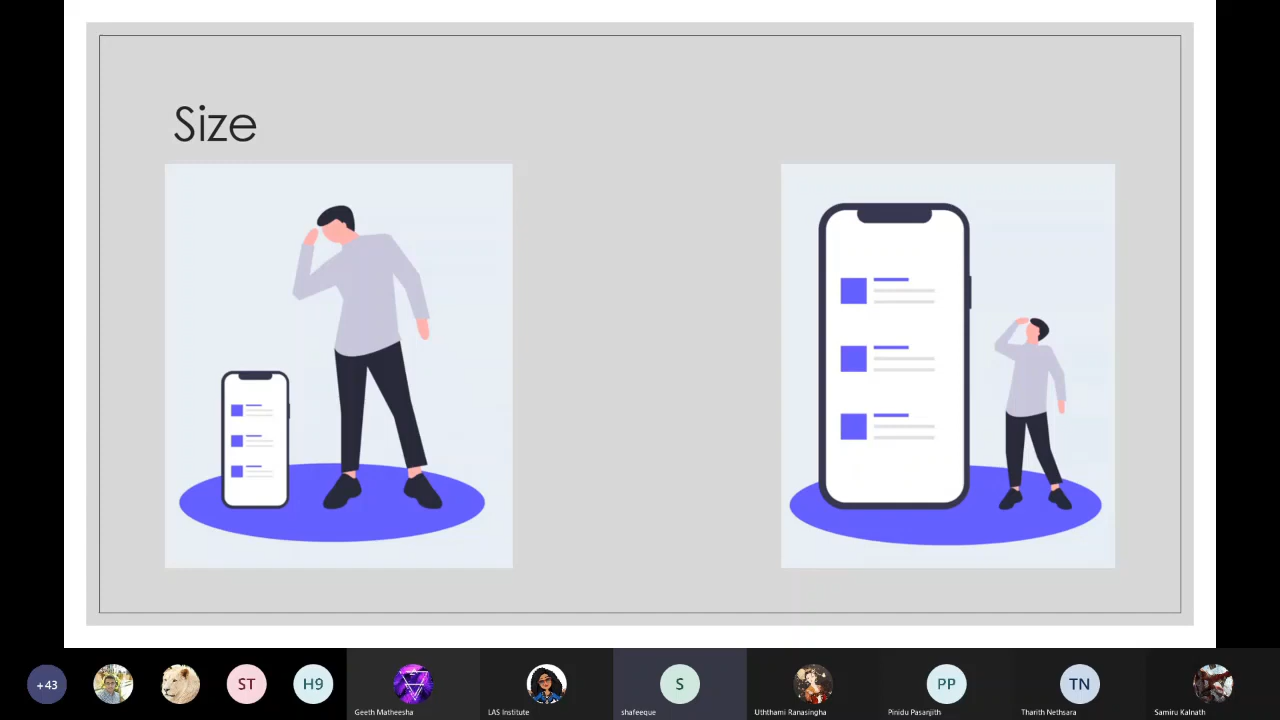 Size
+43
ST
H9
S
PP
TN
Geeth Matheesha
LAS Institute
shafeeque
Uththami Ranasingha
Pinidu Pasanjith
Tharith Nethsara
Samiru Kalnath